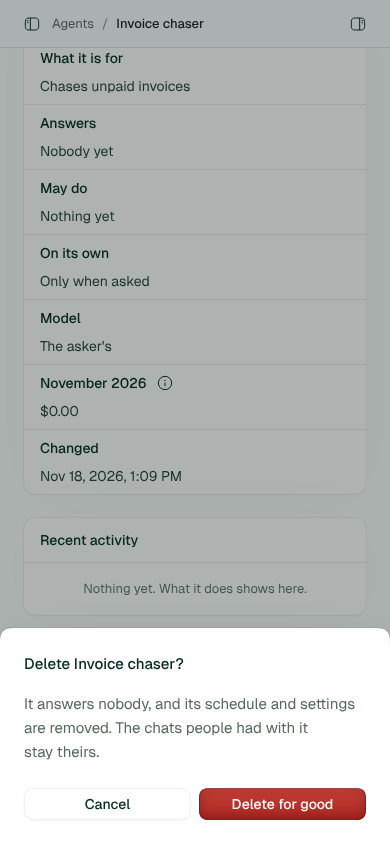 Agents / Invoice chaser
What it is for
Chases unpaid invoices
Answers
Nobody yet
May do
Nothing yet
On its own
Only when asked
Model
The asker's
November 2026
$0.00
Changed
Nov 18, 2026, 1:09 PM
Recent activity
Nothing yet. What it does shows here.
Delete Invoice chaser?
It answers nobody, and its schedule and settings
are removed. The chats people had with it
stay theirs.
Cancel
Delete for good